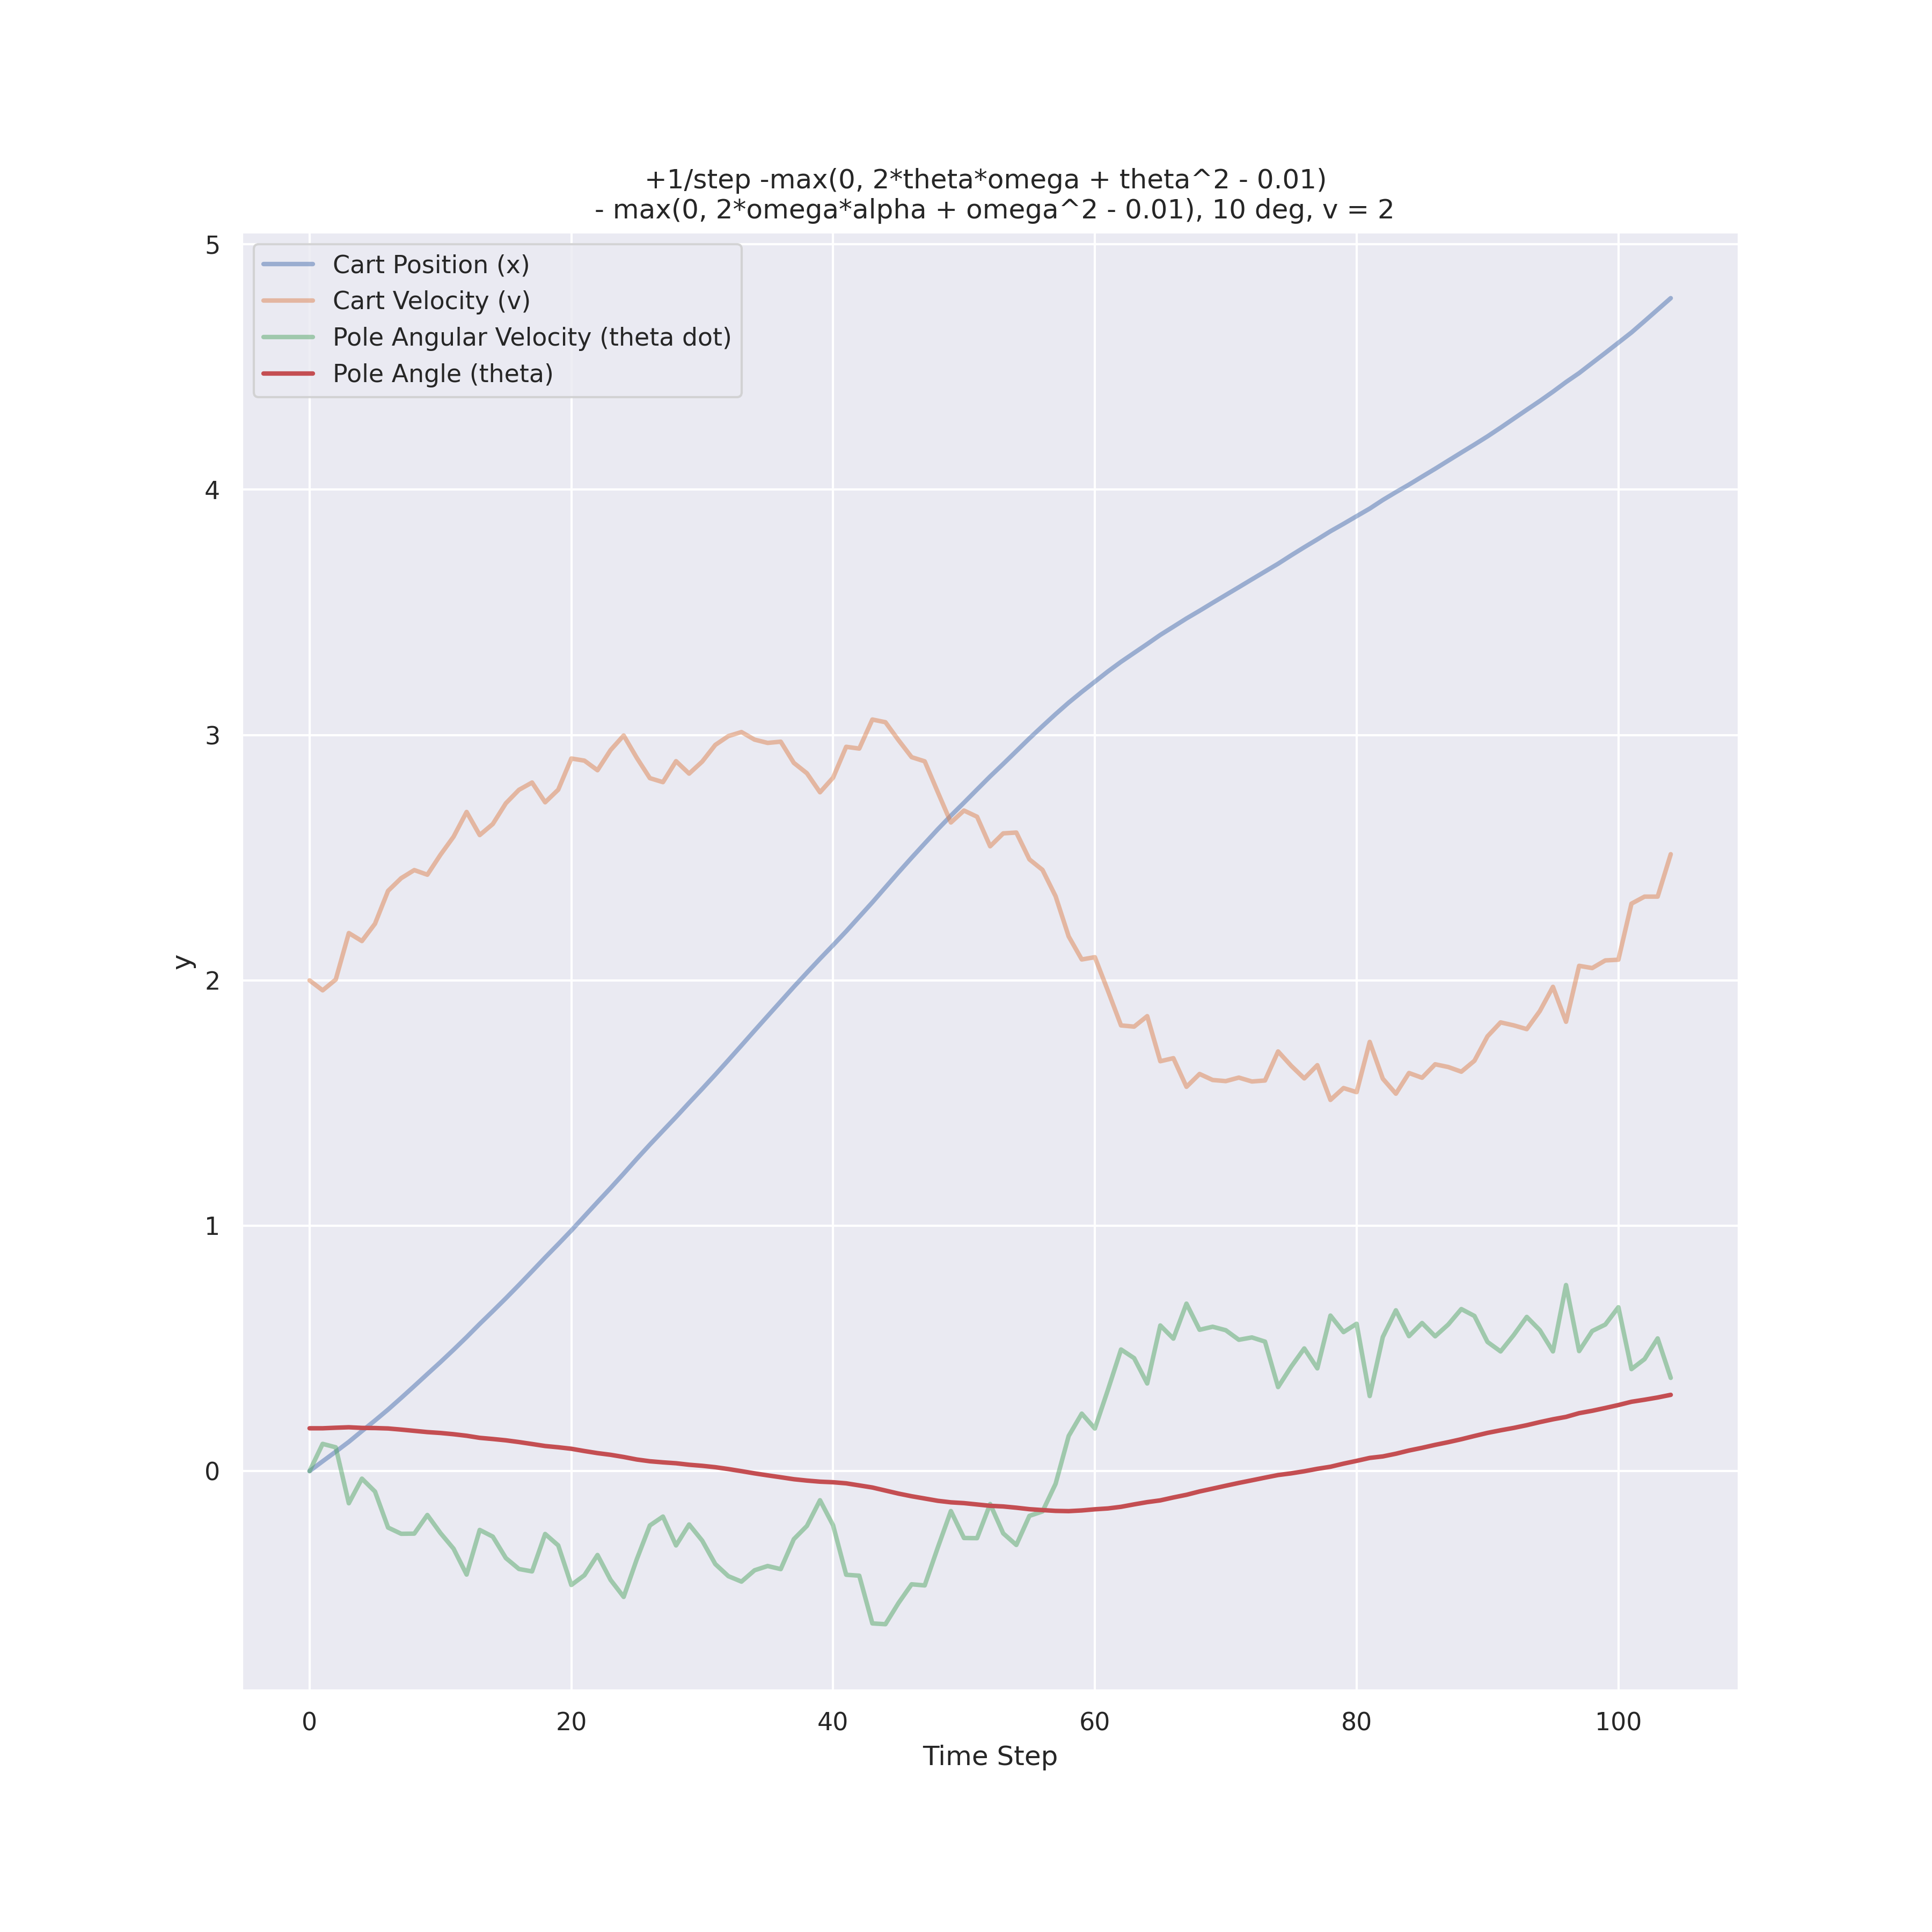 +1/step -max(0, 2*theta*omega + theta^2 - 0.01)
- max(0, 2*omega*alpha + omega^2 - 0.01), 10 deg, v = 2
5
Cart Position (x)
Cart Velocity (v)
Pole Angular Velocity (theta dot)
Pole Angle (theta)
4
3
y
2
1
0
0 20 40 60 80 100
Time Step